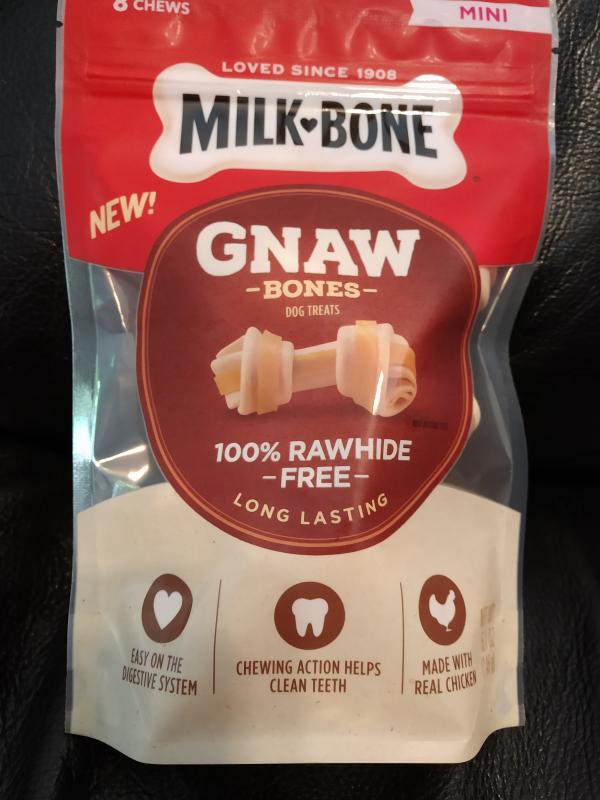 8 CHEWS
MINI
LOVED SINCE 1908
MILK-BONE
NEW!
GNAW
-BONES-
DOG TREATS
100% RAWHIDE
-FREE-
LONG LASTING
EASY ON THE
DIGESTIVE SYSTEM
CHEWING ACTION HELPS
CLEAN TEETH
MADE WITH
REAL CHICKEN